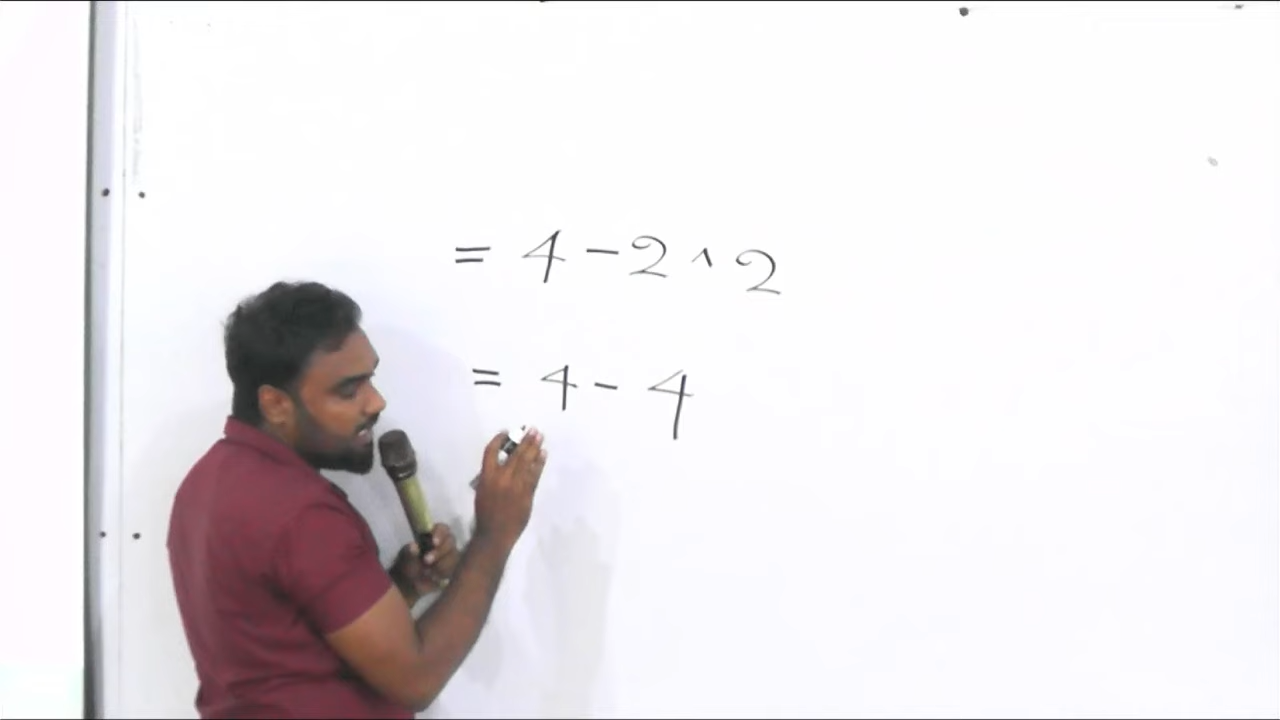 = 4 - 2 ^ 2
= 4 - 4